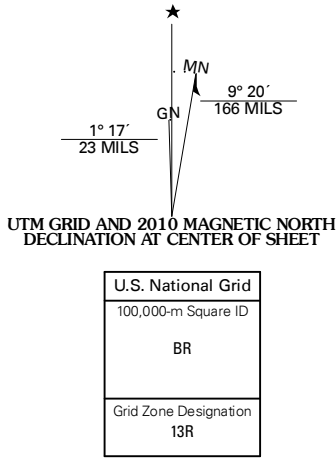 MN
9° 20´
166 MILS
GN
1° 17´
23 MILS
UTM GRID AND 2010 MAGNETIC NORTH
DECLINATION AT CENTER OF SHEET
U.S. National Grid
100,000-m Square ID
BR
Grid Zone Designation
13R